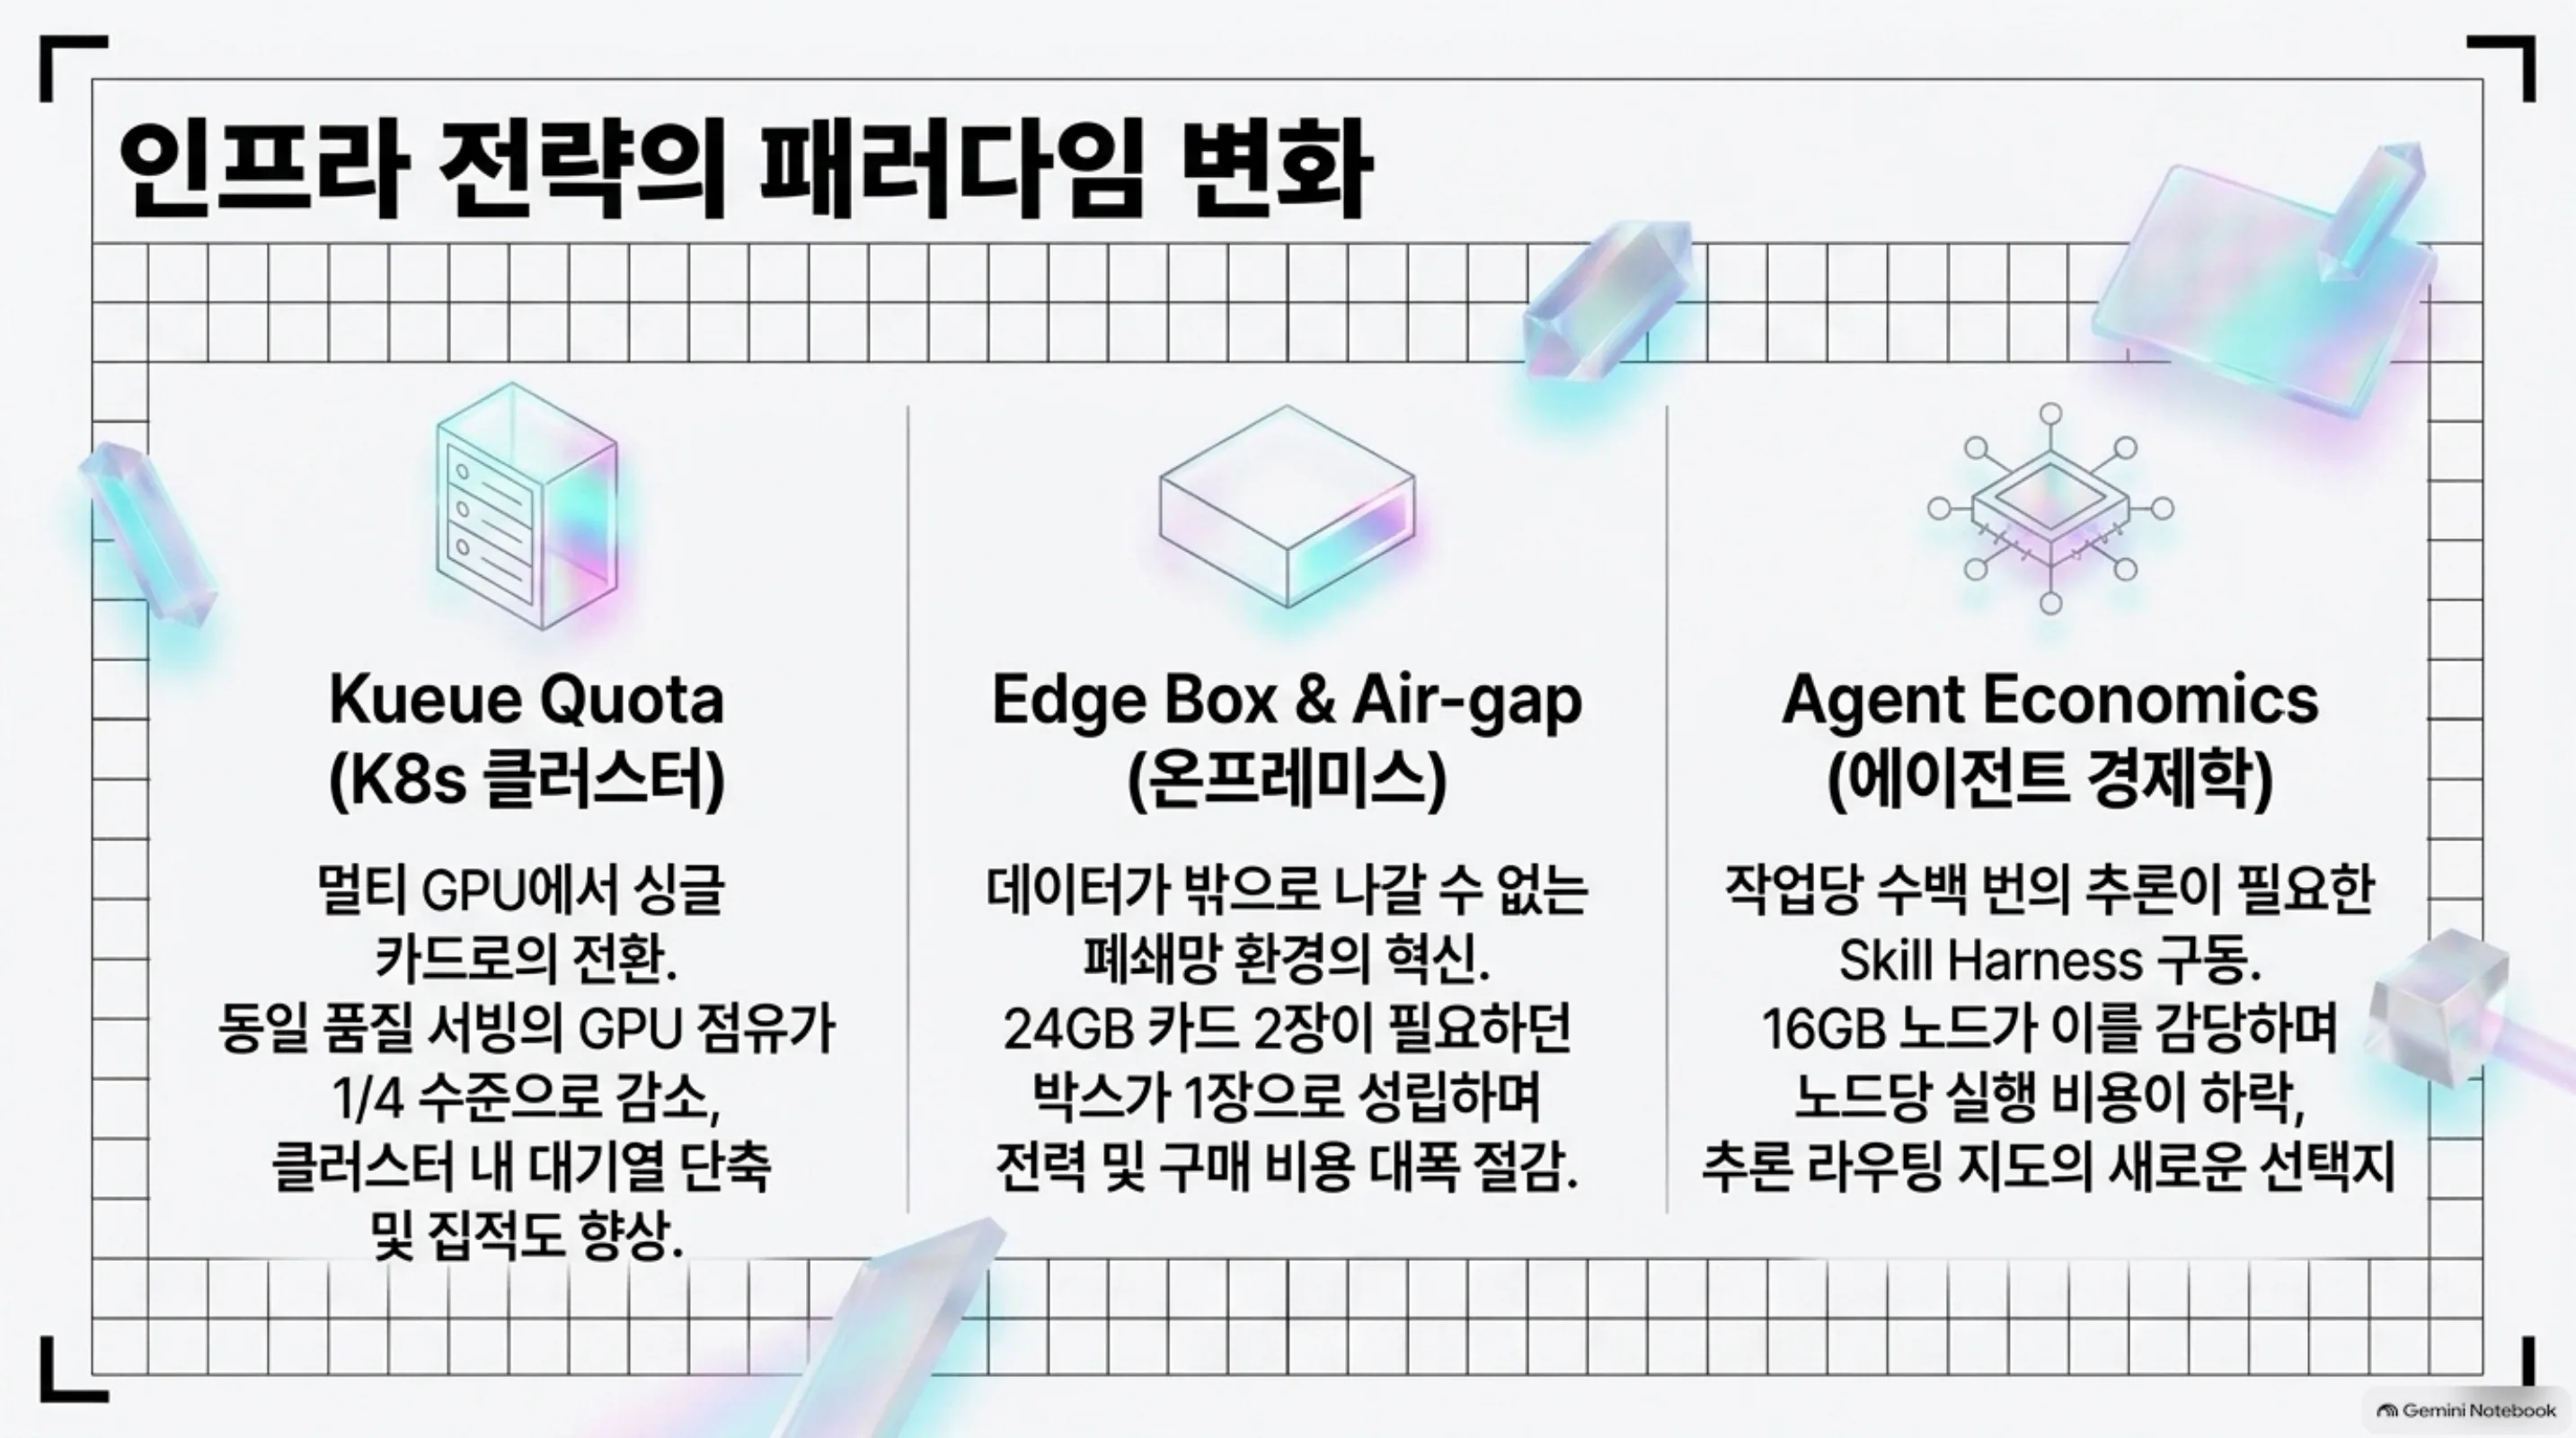 인프라 전략의 패러다임 변화
Kueue Quota
(K8s 클러스터)
멀티 GPU에서 싱글
카드로의 전환.
동일 품질 서빙의 GPU 점유가
1/4 수준으로 감소,
클러스터 내 대기열 단축
및 집적도 향상.
Edge Box & Air-gap
(온프레미스)
데이터가 밖으로 나갈 수 없는
폐쇄망 환경의 혁신.
24GB 카드 2장이 필요하던
박스가 1장으로 성립하며
전력 및 구매 비용 대폭 절감.
Agent Economics
(에이전트 경제학)
작업당 수백 번의 추론이 필요한
Skill Harness 구동.
16GB 노드가 이를 감당하며
노드당 실행 비용이 하락,
추론 라우팅 지도의 새로운 선택지
Gemini Notebook